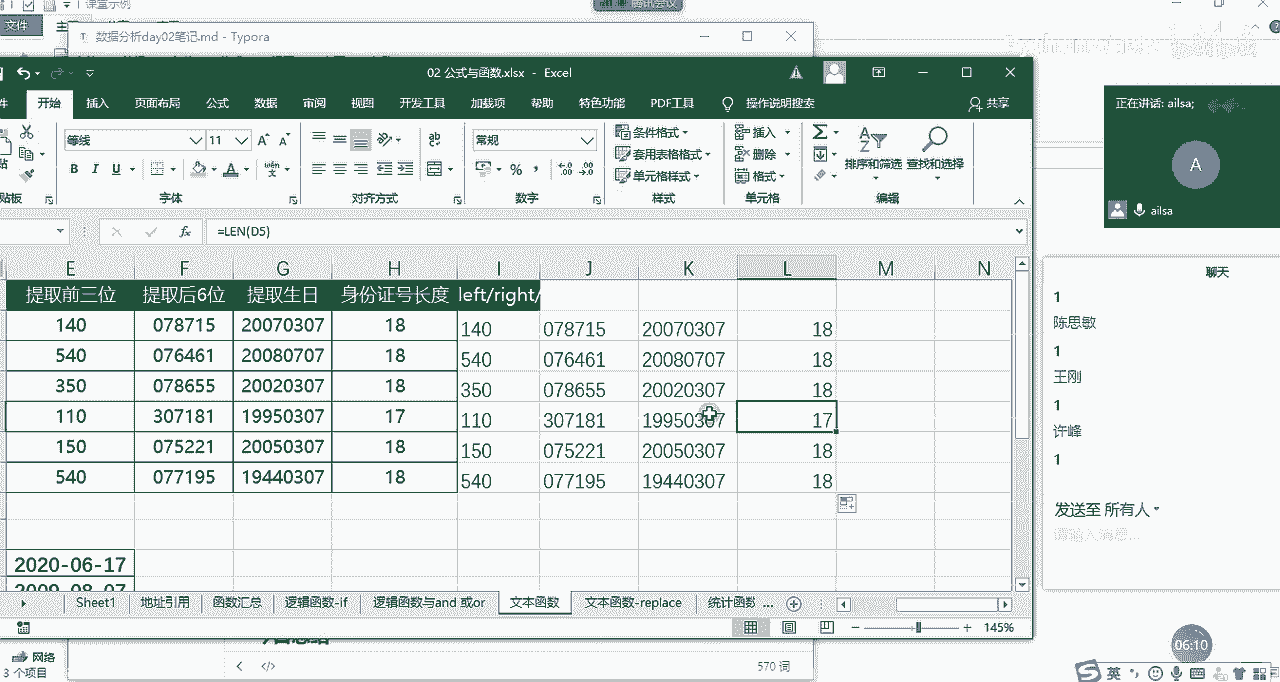 课堂示例
腾讯会议
文件
数据分析day02笔记.md - Typora
02 公式与函数.xlsx - Excel
件 开始 插入 页面布局 公式 数据 审阅 视图 开发工具 加载项 帮助 特色功能 PDF工具 操作说明搜索 共享
等线 11 常规
条件格式 插入
套用表格格式 删除 排序和筛选 查找和选择
单元格样式 格式
贴板 字体 对齐方式 数字 样式 单元格 编辑
=LEN(D5)
E F G H I J K L M N
提取前三位 提取后6位 提取生日 身份证号长度 left/right/
140 078715 20070307 18 140 078715 20070307 18
540 076461 20080707 18 540 076461 20080707 18
350 078655 20020307 18 350 078655 20020307 18
110 307181 19950307 17 110 307181 19950307 17
150 075221 20050307 18 150 075221 20050307 18
540 077195 19440307 18 540 077195 19440307 18
2020-06-17
2009-08-07
Sheet1 地址引用 函数汇总 逻辑函数-if 逻辑函数与and 或or 文本函数 文本函数-replace 统计函数 ...
145%
网络
3 个项目
570 词
正在讲话: ailsa;
A
ailsa
聊天
1
陈思敏
1
王刚
1
许峰
1
发送至 所有人
请输入消息...
06:10
英